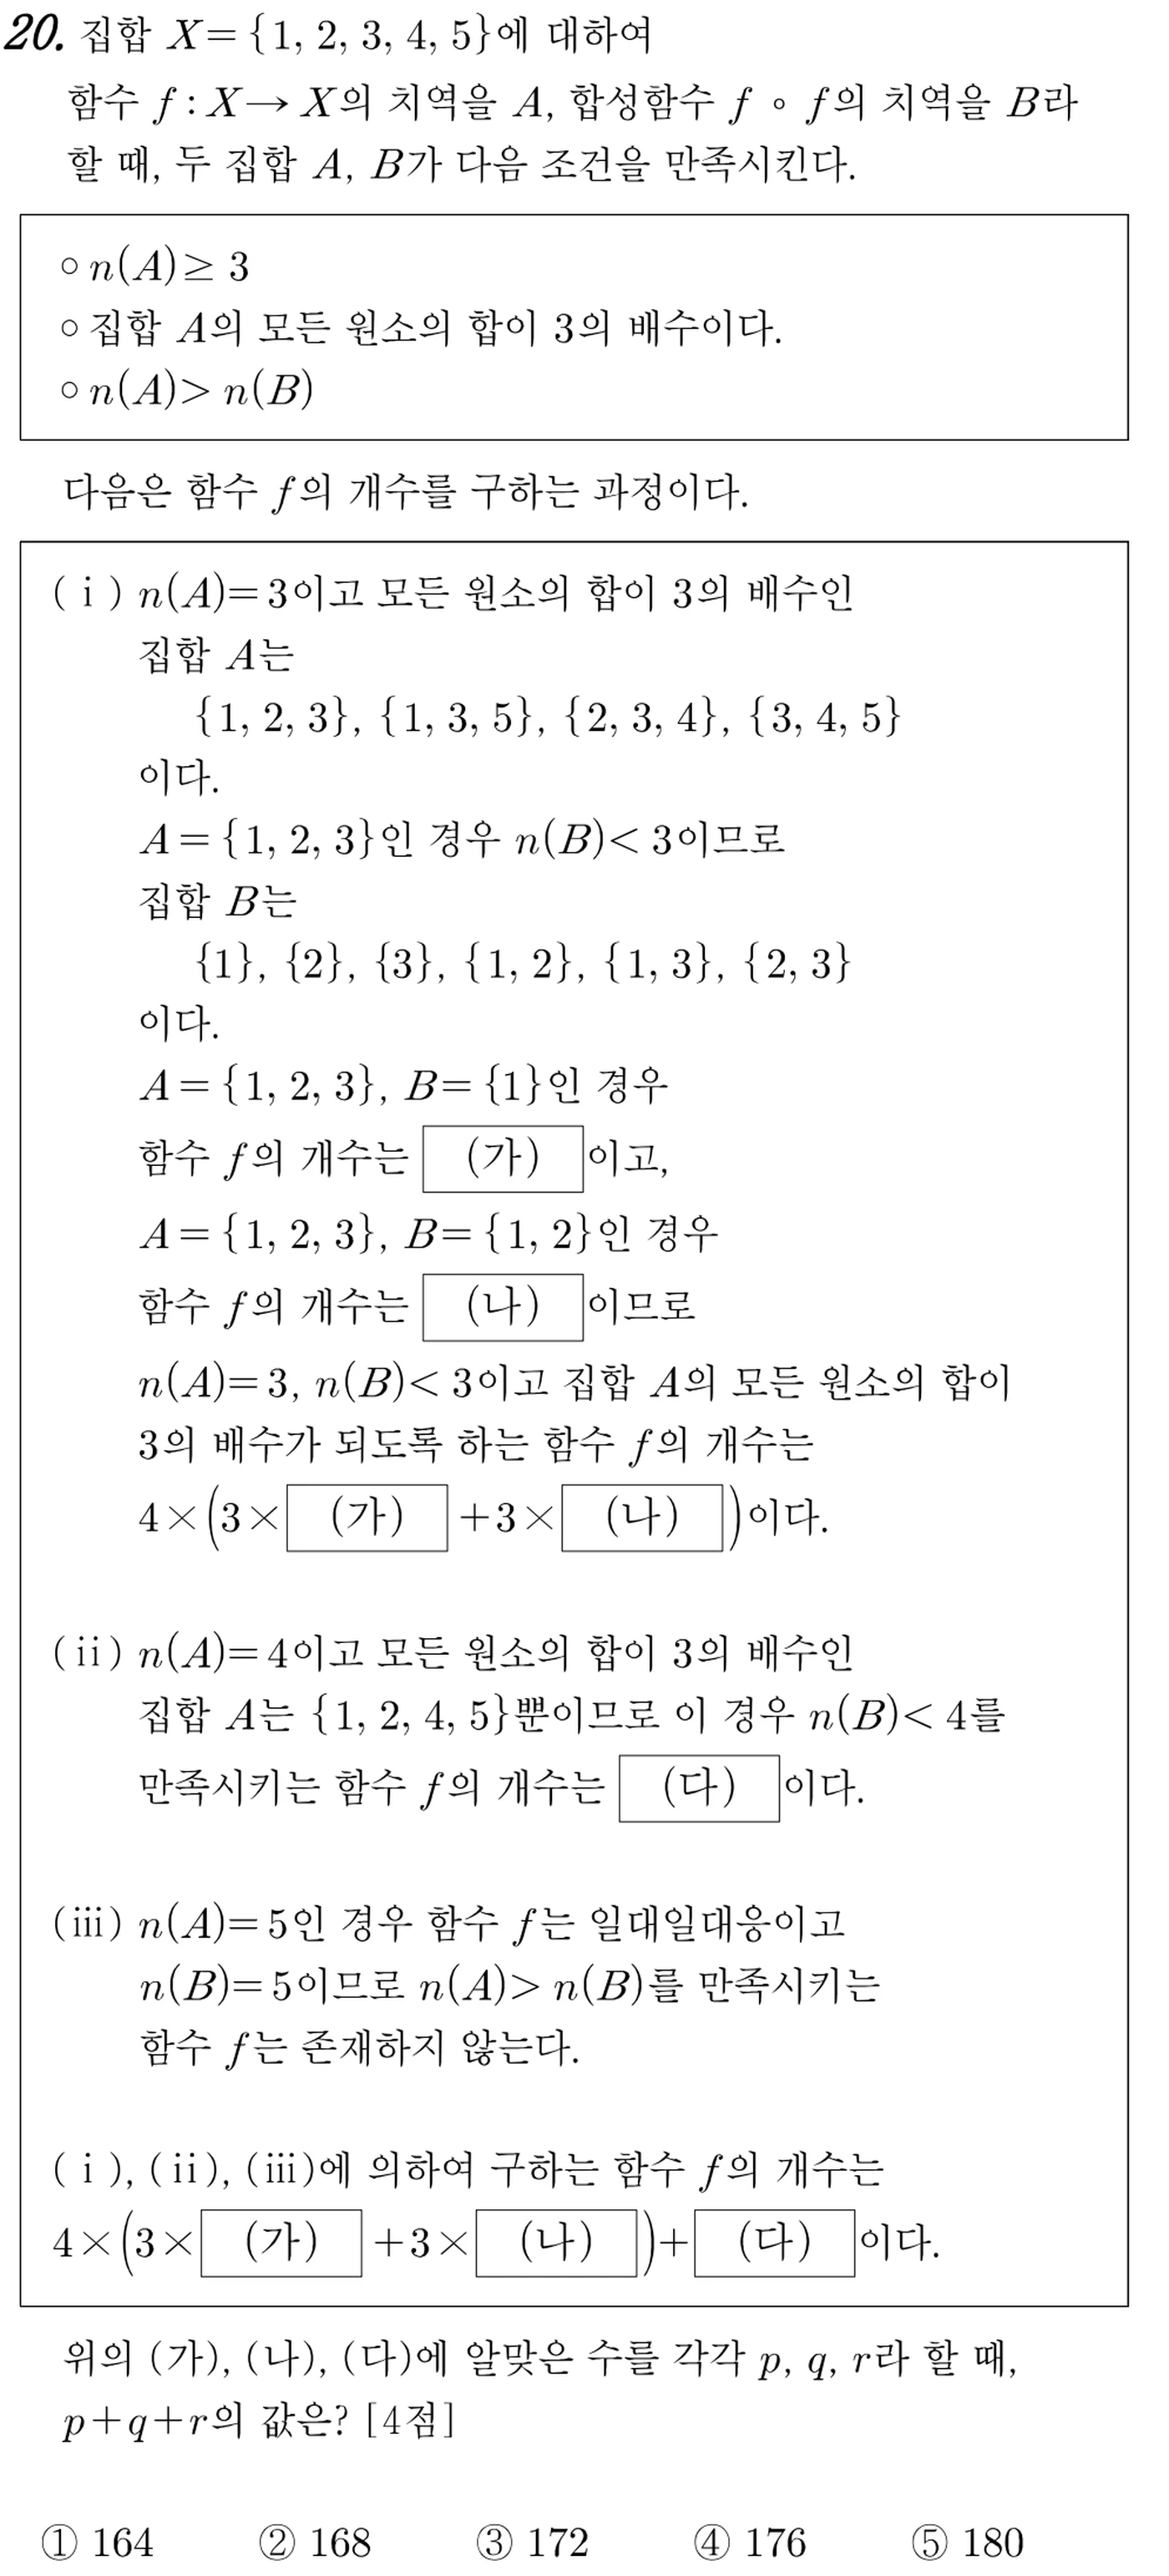 20. 집합 X={1, 2, 3, 4, 5}에 대하여
함수 f : X→X의 치역을 A, 합성함수 f ∘ f의 치역을 B라
할 때, 두 집합 A, B가 다음 조건을 만족시킨다.
○ n(A)≥ 3
○ 집합 A의 모든 원소의 합이 3의 배수이다.
○ n(A)> n(B)
다음은 함수 f의 개수를 구하는 과정이다.
(ⅰ) n(A)=3이고 모든 원소의 합이 3의 배수인
집합 A는
{1, 2, 3}, {1, 3, 5}, {2, 3, 4}, {3, 4, 5}
이다.
A={1, 2, 3}인 경우 n(B)< 3이므로
집합 B는
{1}, {2}, {3}, {1, 2}, {1, 3}, {2, 3}
이다.
A={1, 2, 3}, B={1}인 경우
함수 f의 개수는 (가) 이고,
A={1, 2, 3}, B={1, 2}인 경우
함수 f의 개수는 (나) 이므로
n(A)=3, n(B)< 3이고 집합 A의 모든 원소의 합이
3의 배수가 되도록 하는 함수 f의 개수는
4×(3× (가) +3× (나) )이다.
(ⅱ) n(A)=4이고 모든 원소의 합이 3의 배수인
집합 A는 {1, 2, 4, 5}뿐이므로 이 경우 n(B)< 4를
만족시키는 함수 f의 개수는 (다) 이다.
(ⅲ) n(A)=5인 경우 함수 f는 일대일대응이고
n(B)=5이므로 n(A)> n(B)를 만족시키는
함수 f는 존재하지 않는다.
(ⅰ), (ⅱ), (ⅲ)에 의하여 구하는 함수 f의 개수는
4×(3× (가) +3× (나) )+ (다) 이다.
위의 (가), (나), (다)에 알맞은 수를 각각 p, q, r라 할 때,
p+q+r의 값은? [4점]
① 164 ② 168 ③ 172 ④ 176 ⑤ 180